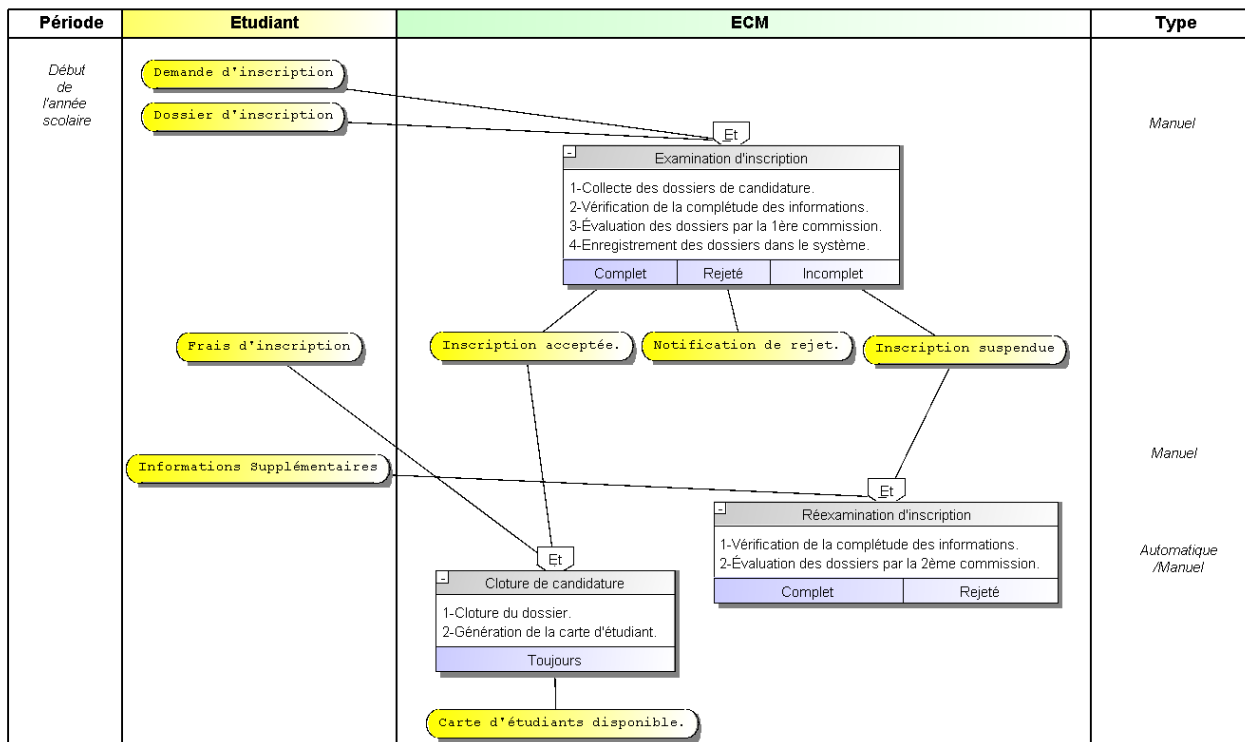 Période
Etudiant
ECM
Type
Début
de
l'année
scolaire
Demande d'inscription
Dossier d'inscription
Manuel
Et
-
Examination d'inscription
1-Collecte des dossiers de candidature.
2-Vérification de la complétude des informations.
3-Évaluation des dossiers par la 1ère commission.
4-Enregistrement des dossiers dans le système.
Complet
Rejeté
Incomplet
Frais d'inscription
Inscription acceptée.
Notification de rejet.
Inscription suspendue
Informations Supplémentaires
Manuel
Et
-
Réexamination d'inscription
1-Vérification de la complétude des informations.
2-Évaluation des dossiers par la 2ème commission.
Complet
Rejeté
Automatique
/Manuel
Et
-
Cloture de candidature
1-Cloture du dossier.
2-Génération de la carte d'étudiant.
Toujours
Carte d'étudiants disponible.